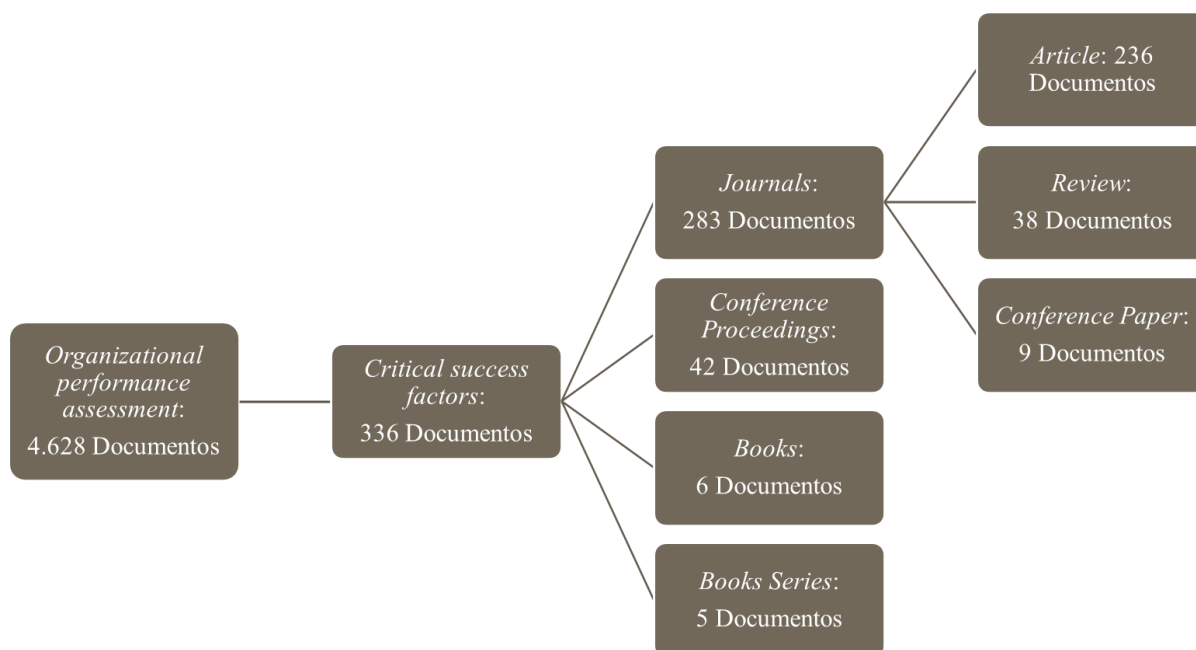 Organizational
performance
assessment:
4.628 Documentos
Critical success
factors:
336 Documentos
Journals:
283 Documentos
Conference
Proceedings:
42 Documentos
Books:
6 Documentos
Books Series:
5 Documentos
Article: 236
Documentos
Review:
38 Documentos
Conference Paper:
9 Documentos